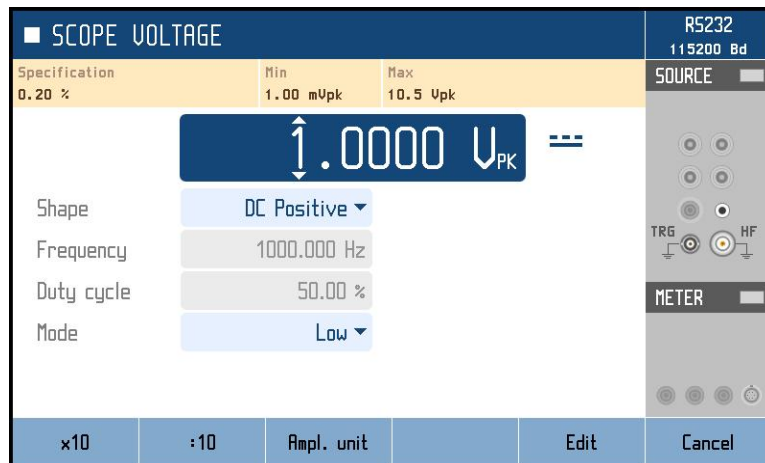 SCOPE VOLTAGE
RS232
115200 Bd
Specification Min Max
0.20 % 1.00 mVpk 10.5 Vpk
SOURCE
1.0000 VPK
Shape DC Positive
Frequency 1000.000 Hz
TRG HF
Duty cycle 50.00 %
METER
Mode Low
x10 :10 Ampl. unit Edit Cancel